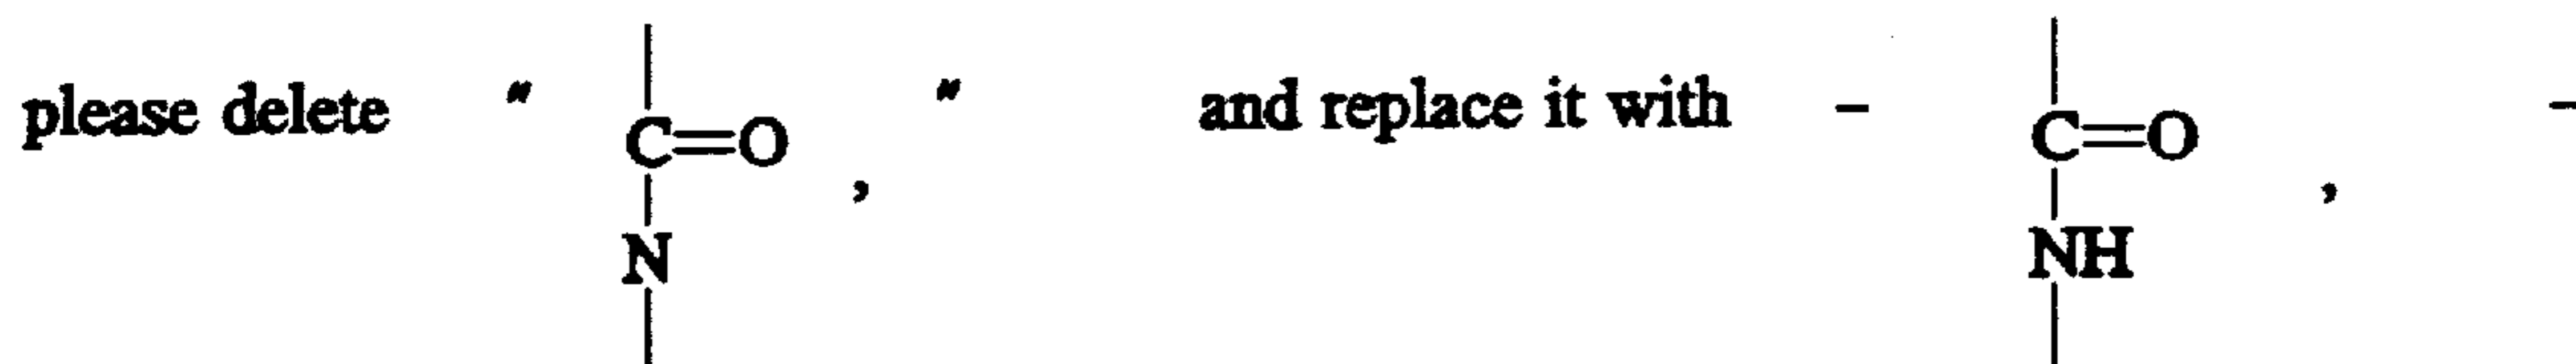 please delete " C=O , " and replace it with – C=O , –
N NH